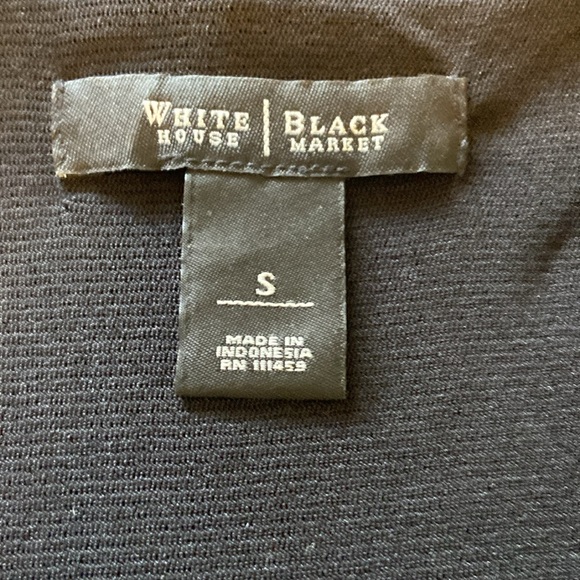 WHITE | BLACK
HOUSE | MARKET
S
MADE IN
INDONESIA
RN 111459